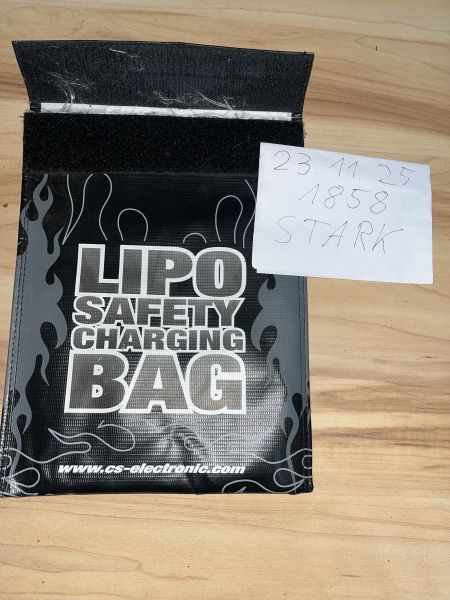 23.11.25
1858
STARK
LIPO
SAFETY
CHARGING
BAG
www.cs-electronic.com